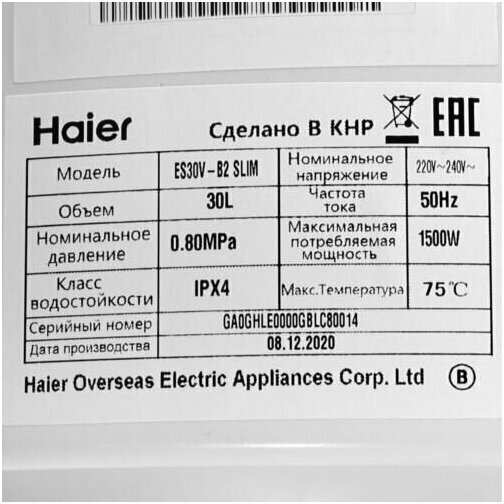 Haier Сделано В КНР EAC
Модель ES30V-B2 SLIM Номинальное напряжение 220V~240V~
Объем 30L Частота тока 50Hz
Номинальное давление 0.80MPa Максимальная потребляемая мощность 1500W
Класс водостойкости IPX4 Макс.Температура 75℃
Серийный номер GA0GHLE0000GBLC80014
Дата производства 08.12.2020
Haier Overseas Electric Appliances Corp. Ltd B